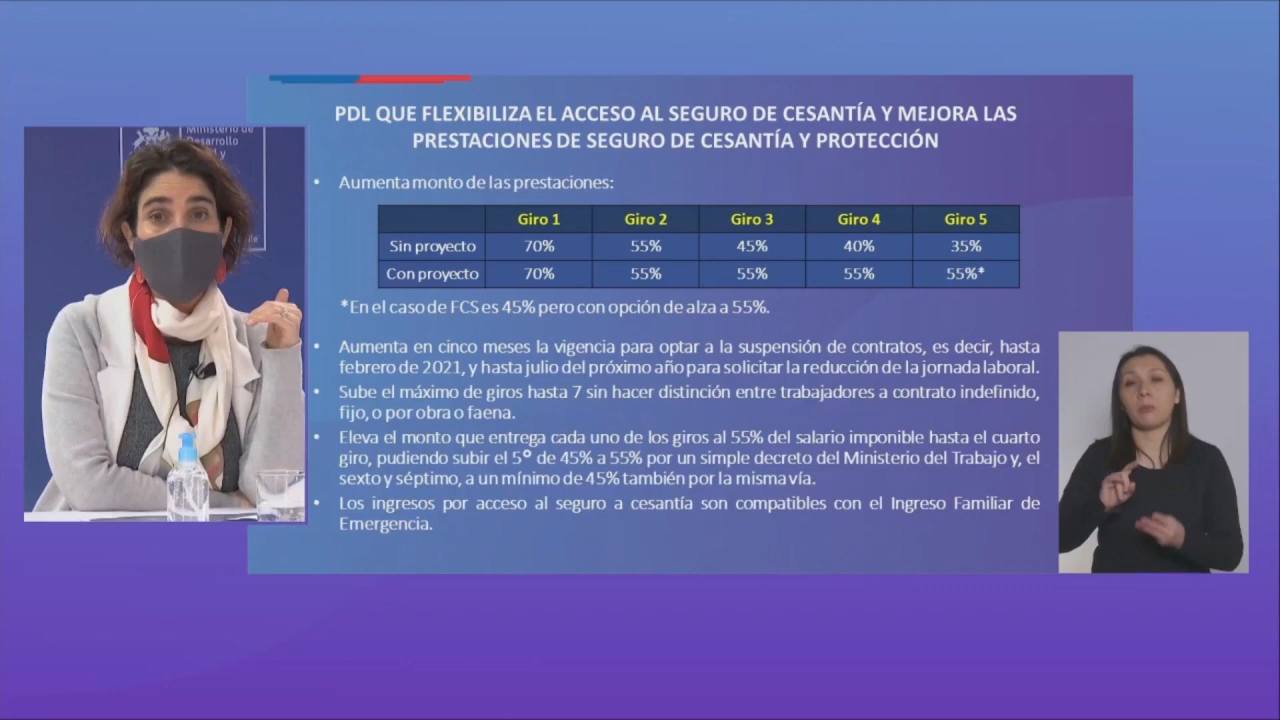 Ministerio de
Desarrollo
y
PDL QUE FLEXIBILIZA EL ACCESO AL SEGURO DE CESANTÍA Y MEJORA LAS
PRESTACIONES DE SEGURO DE CESANTÍA Y PROTECCIÓN
• Aumenta monto de las prestaciones:
Giro 1 Giro 2 Giro 3 Giro 4 Giro 5
Sin proyecto 70% 55% 45% 40% 35%
Con proyecto 70% 55% 55% 55% 55%*
*En el caso de FCS es 45% pero con opción de alza a 55%.
• Aumenta en cinco meses la vigencia para optar a la suspensión de contratos, es decir, hasta
febrero de 2021, y hasta julio del próximo año para solicitar la reducción de la jornada laboral.
• Sube el máximo de giros hasta 7 sin hacer distinción entre trabajadores a contrato indefinido,
fijo, o por obra o faena.
• Eleva el monto que entrega cada uno de los giros al 55% del salario imponible hasta el cuarto
giro, pudiendo subir el 5° de 45% a 55% por un simple decreto del Ministerio del Trabajo y, el
sexto y séptimo, a un mínimo de 45% también por la misma vía.
• Los ingresos por acceso al seguro a cesantía son compatibles con el Ingreso Familiar de
Emergencia.